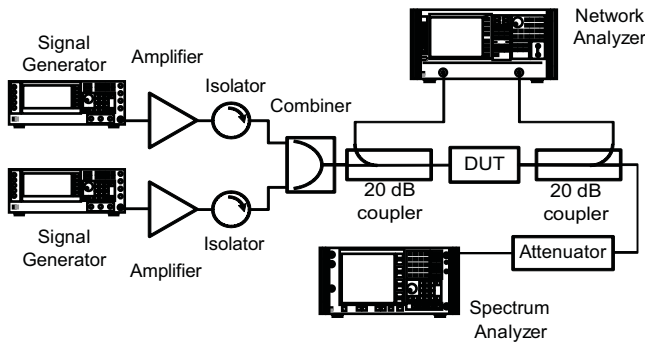 Signal
Generator
Amplifier
Isolator
Combiner
Network
Analyzer
20 dB
coupler
DUT
20 dB
coupler
Signal
Generator
Amplifier
Isolator
Attenuator
Spectrum
Analyzer